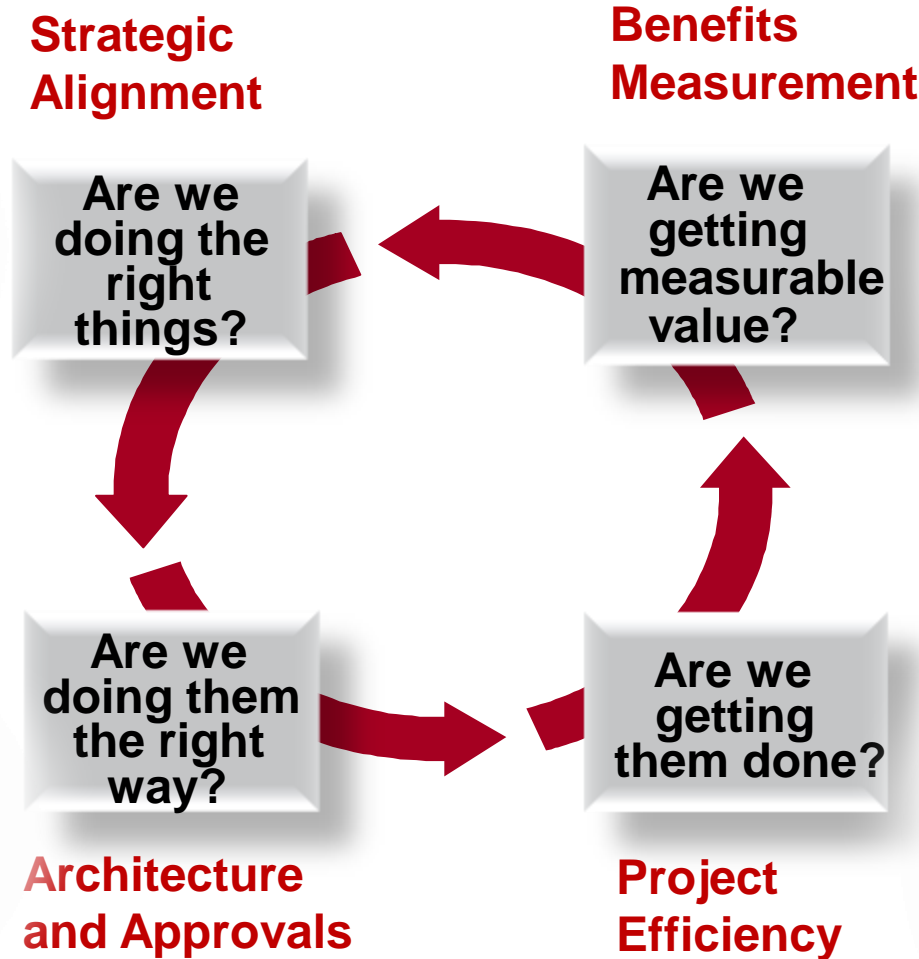 Strategic
Alignment
Benefits
Measurement
Are we
doing the
right
things?
Are we
getting
measurable
value?
Are we
doing them
the right
way?
Are we
getting
them done?
Architecture
and Approvals
Project
Efficiency